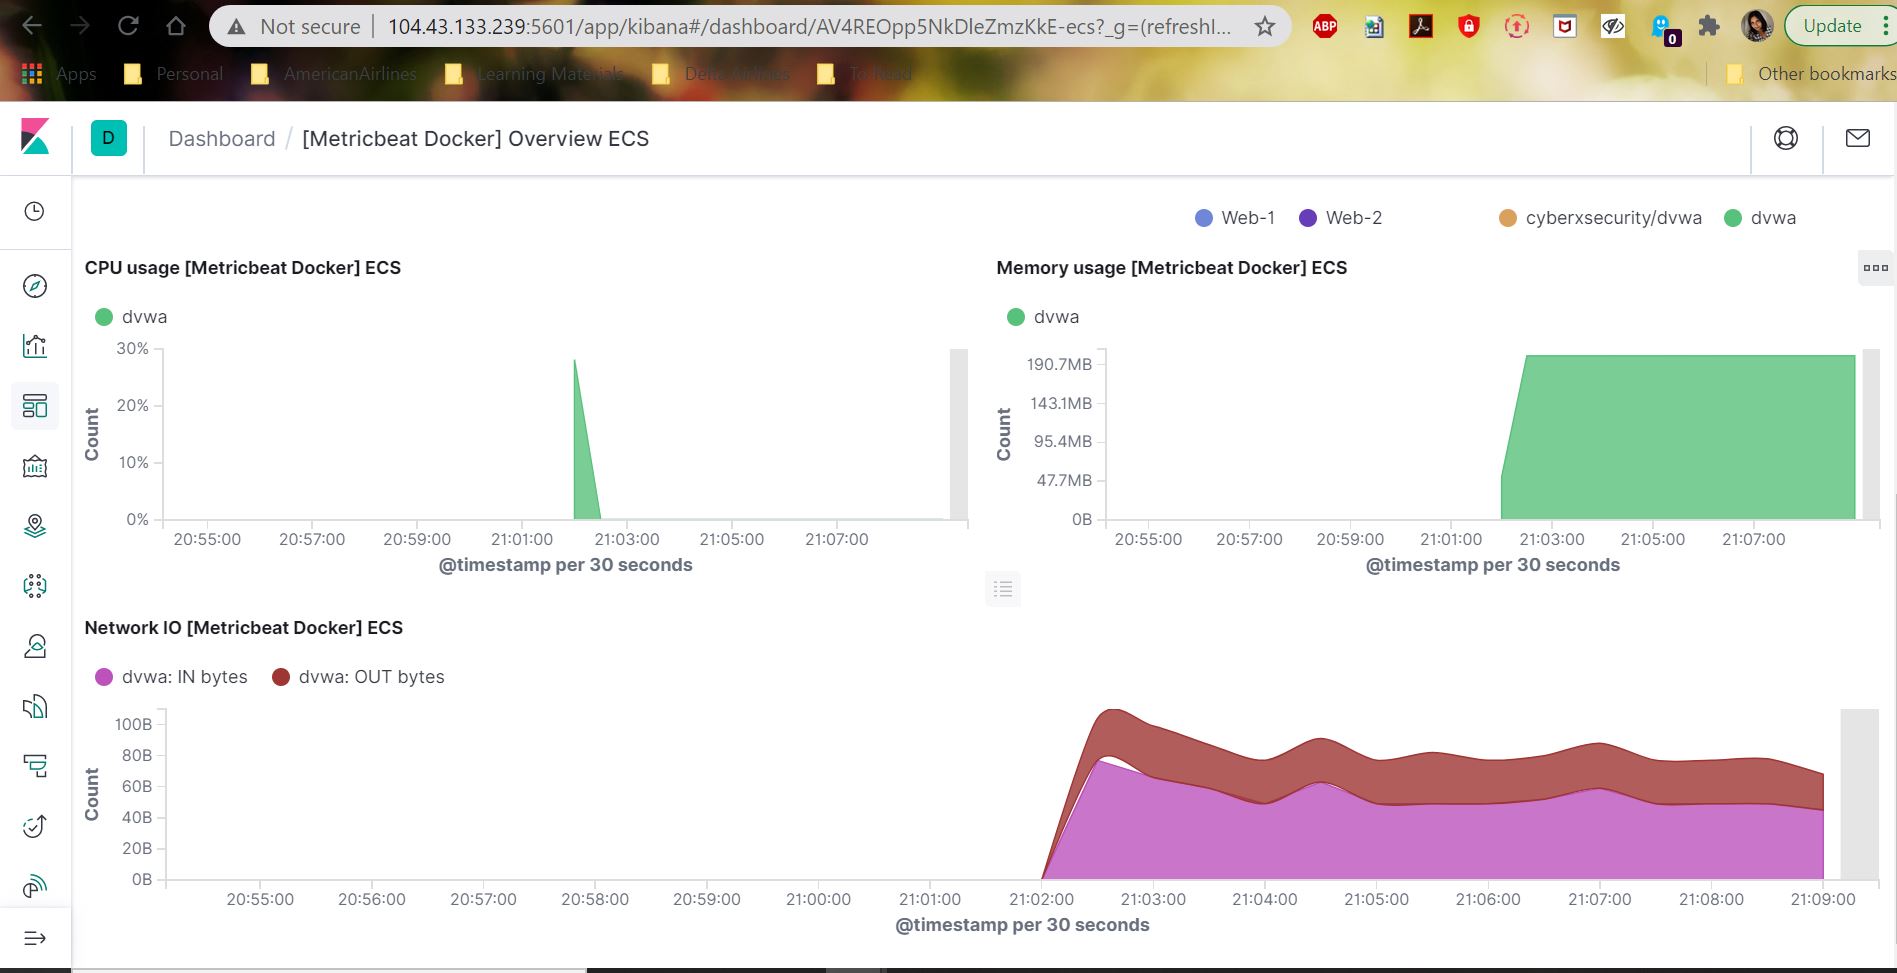 Not secure 104.43.133.239:5601/app/kibana#/dashboard/AV4REOpp5NkDleZmzKkE-ecs?_g=(refreshI... ABP 0 Update
Apps Personal AmericanAirlines Learning Materials Delta Airlines To Read Other bookmarks
D Dashboard / [Metricbeat Docker] Overview ECS
Web-1 Web-2 cyberxsecurity/dvwa dvwa
CPU usage [Metricbeat Docker] ECS
dvwa
30%
20%
10%
0%
Count
20:55:00 20:57:00 20:59:00 21:01:00 21:03:00 21:05:00 21:07:00
@timestamp per 30 seconds
Memory usage [Metricbeat Docker] ECS
dvwa
190.7MB
143.1MB
95.4MB
47.7MB
0B
Count
20:55:00 20:57:00 20:59:00 21:01:00 21:03:00 21:05:00 21:07:00
@timestamp per 30 seconds
Network IO [Metricbeat Docker] ECS
dvwa: IN bytes dvwa: OUT bytes
100B
80B
60B
40B
20B
0B
Count
20:55:00 20:56:00 20:57:00 20:58:00 20:59:00 21:00:00 21:01:00 21:02:00 21:03:00 21:04:00 21:05:00 21:06:00 21:07:00 21:08:00 21:09:00
@timestamp per 30 seconds